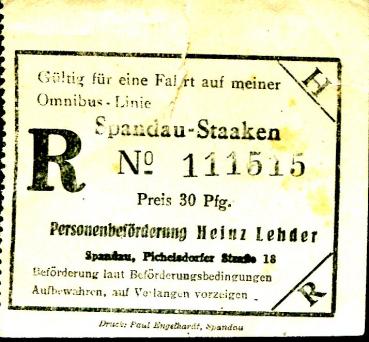 Gültig für eine Fahrt auf meiner
Omnibus-Linie
H
Spandau-Staaken
R
No 111515
Preis 30 Pfg.
Personenbeförderung Heinz Lehder
Spandau, Pichelsdorfer Straße 18
Beförderung laut Beförderungsbedingungen
Aufbewahren, auf Verlangen vorzeigen
R
Druck: Paul Engelhardt, Spandau